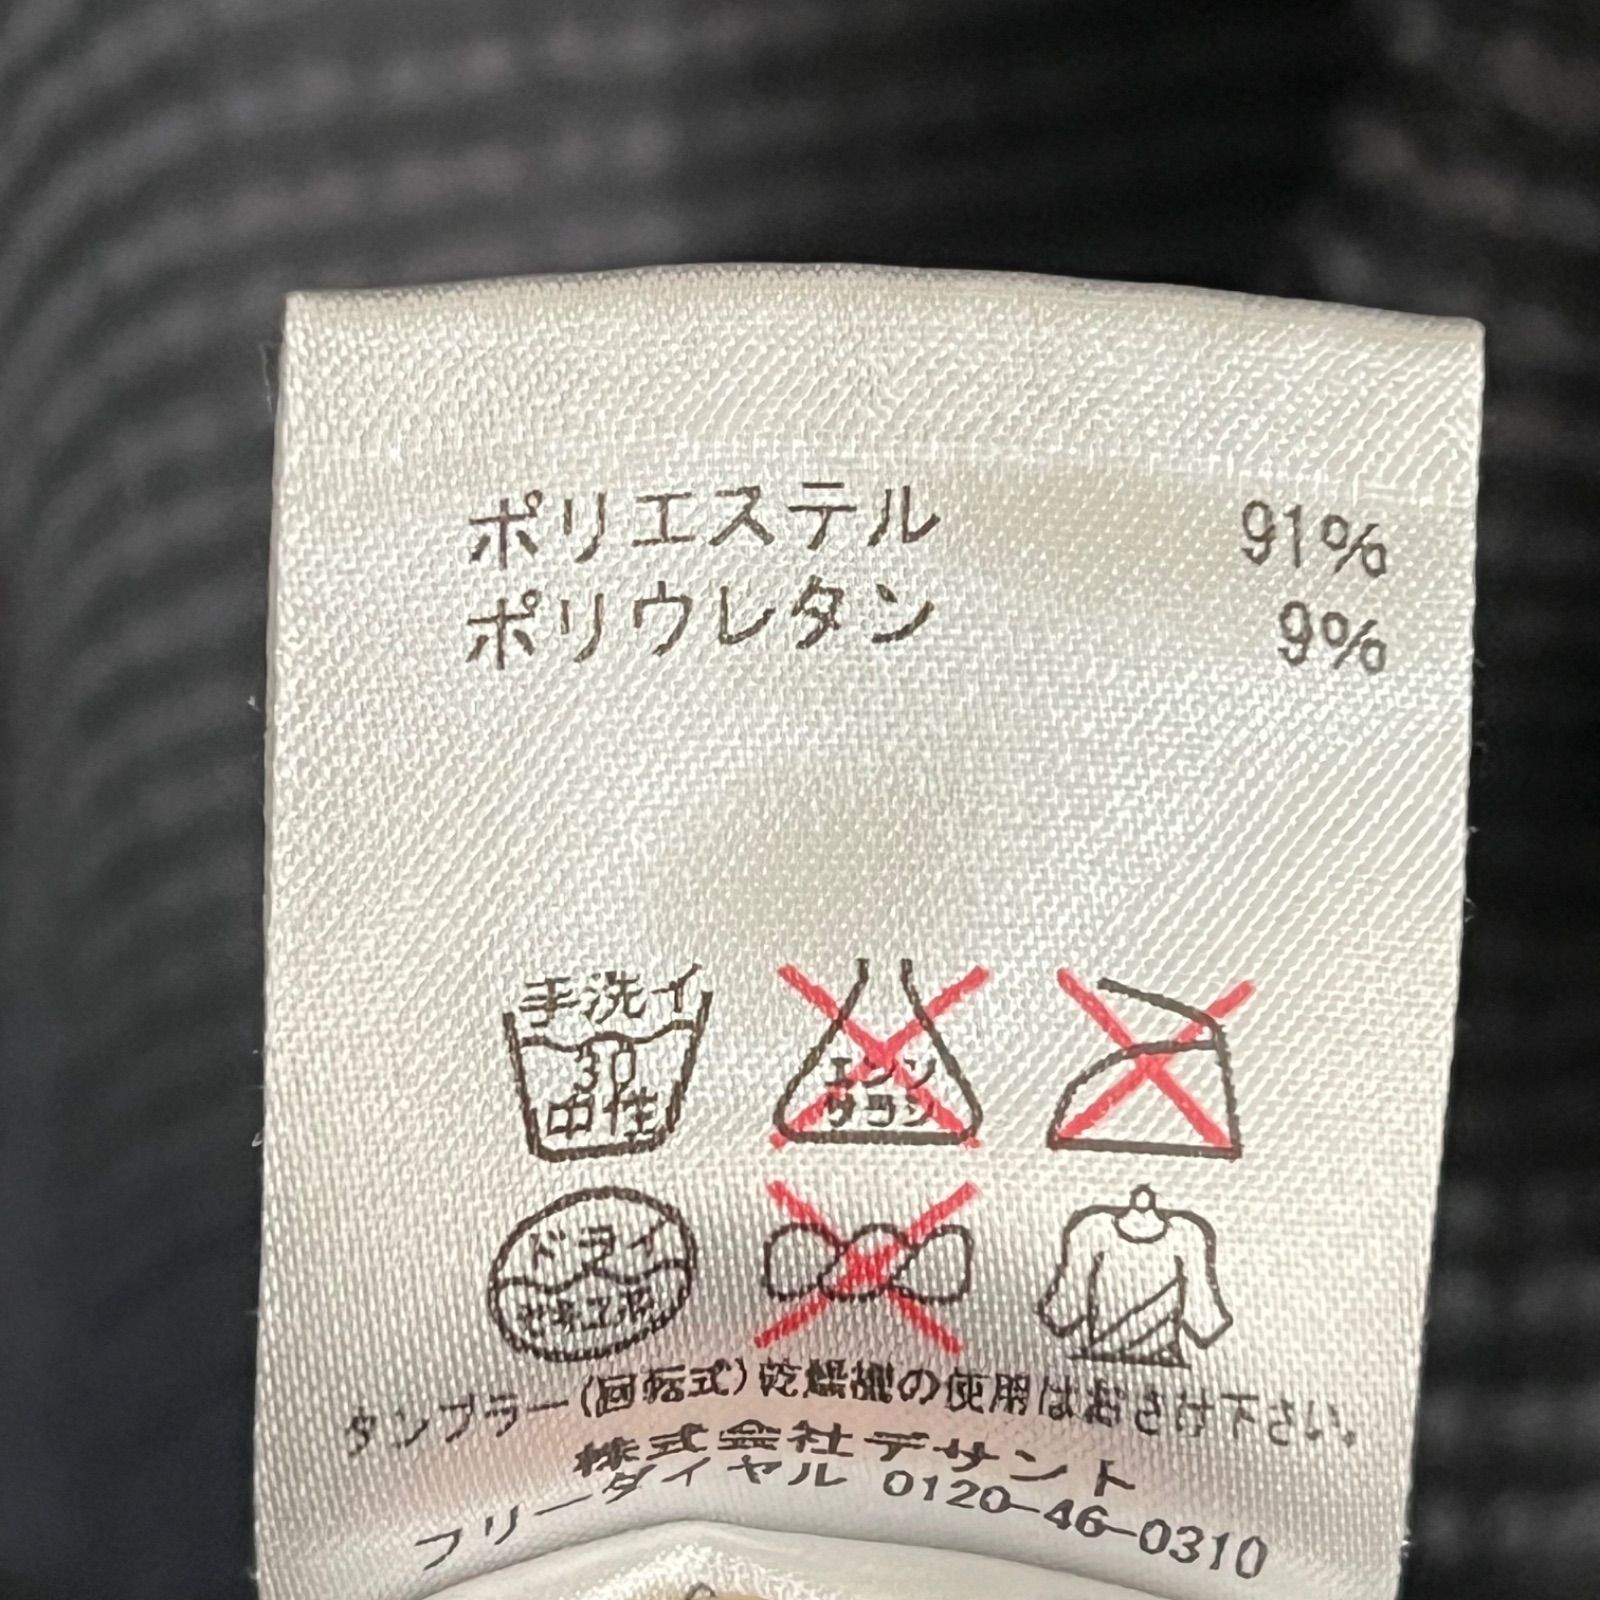 ポリエステル 91%
ポリウレタン 9%
手洗イ
30
中性
エンソ
サラシ
ドライ
タンブラー(回転式)乾燥機の使用はおさけ下さい。
株式会社デサント
フリーダイヤル 0120-46-0310